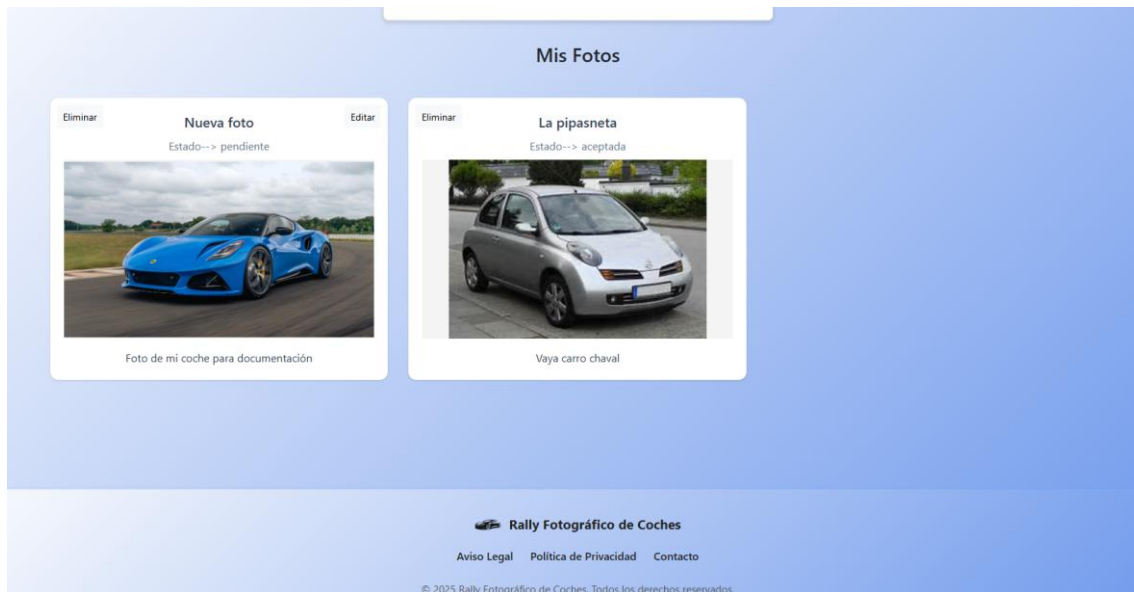 Mis Fotos
Eliminar
Nueva foto
Editar
Estado--> pendiente
Foto de mi coche para documentación
Eliminar
La pipasneta
Estado--> aceptada
Vaya carro chaval
Rally Fotográfico de Coches
Aviso Legal Política de Privacidad Contacto
© 2025 Rally Fotográfico de Coches. Todos los derechos reservados.